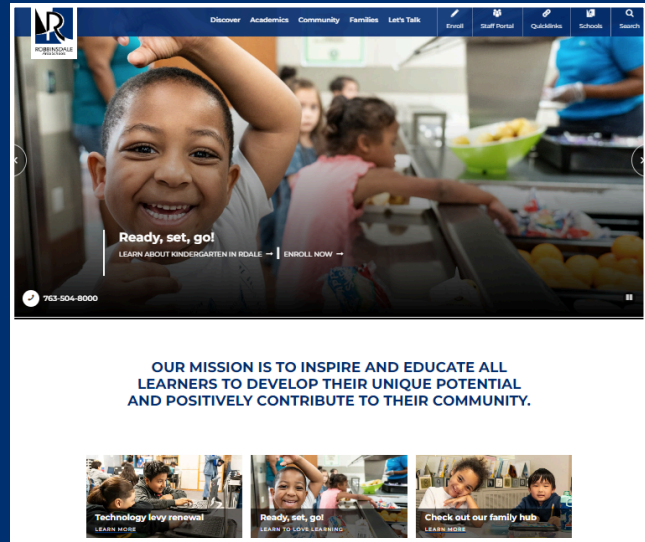 Discover Academics Community Families Let's Talk
Enroll Staff Portal Quicklinks Schools Search
ROBBINSDALE
Ready, set, go!
LEARN ABOUT KINDERGARTEN IN RDALE → ENROLL NOW →
763-504-8000
OUR MISSION IS TO INSPIRE AND EDUCATE ALL
LEARNERS TO DEVELOP THEIR UNIQUE POTENTIAL
AND POSITIVELY CONTRIBUTE TO THEIR COMMUNITY.
Technology levy renewal
LEARN MORE
Ready, set, go!
LEARN TO LOVE LEARNING
Check out our family hub
LEARN MORE